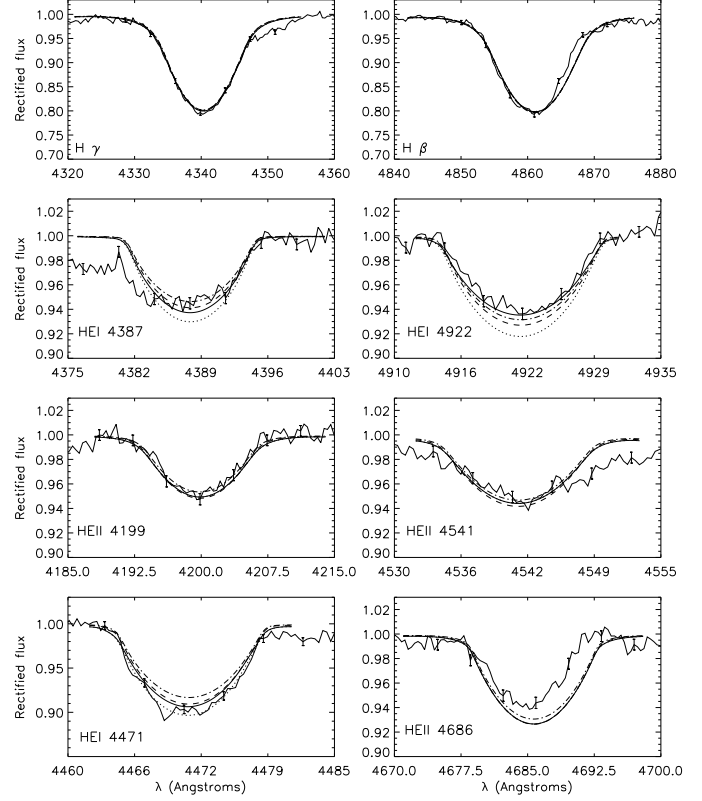 1.00
0.95
0.90
0.85
0.80
0.75
0.70
Rectified flux
H γ
4320 4330 4340 4350 4360
1.00
0.95
0.90
0.85
0.80
0.75
0.70
H β
4840 4850 4860 4870 4880
1.02
1.00
0.98
0.96
0.94
0.92
0.90
Rectified flux
HEI 4387
4375 4382 4389 4396 4403
1.02
1.00
0.98
0.96
0.94
0.92
0.90
HEI 4922
4910 4916 4922 4929 4935
1.02
1.00
0.98
0.96
0.94
0.92
0.90
Rectified flux
HEII 4199
4185.0 4192.5 4200.0 4207.5 4215.0
1.02
1.00
0.98
0.96
0.94
0.92
0.90
HEII 4541
4530 4536 4542 4549 4555
1.00
0.95
0.90
Rectified flux
HEI 4471
4460 4466 4472 4479 4485
λ (Angstroms)
1.02
1.00
0.98
0.96
0.94
0.92
0.90
HEII 4686
4670.0 4677.5 4685.0 4692.5 4700.0
λ (Angstroms)